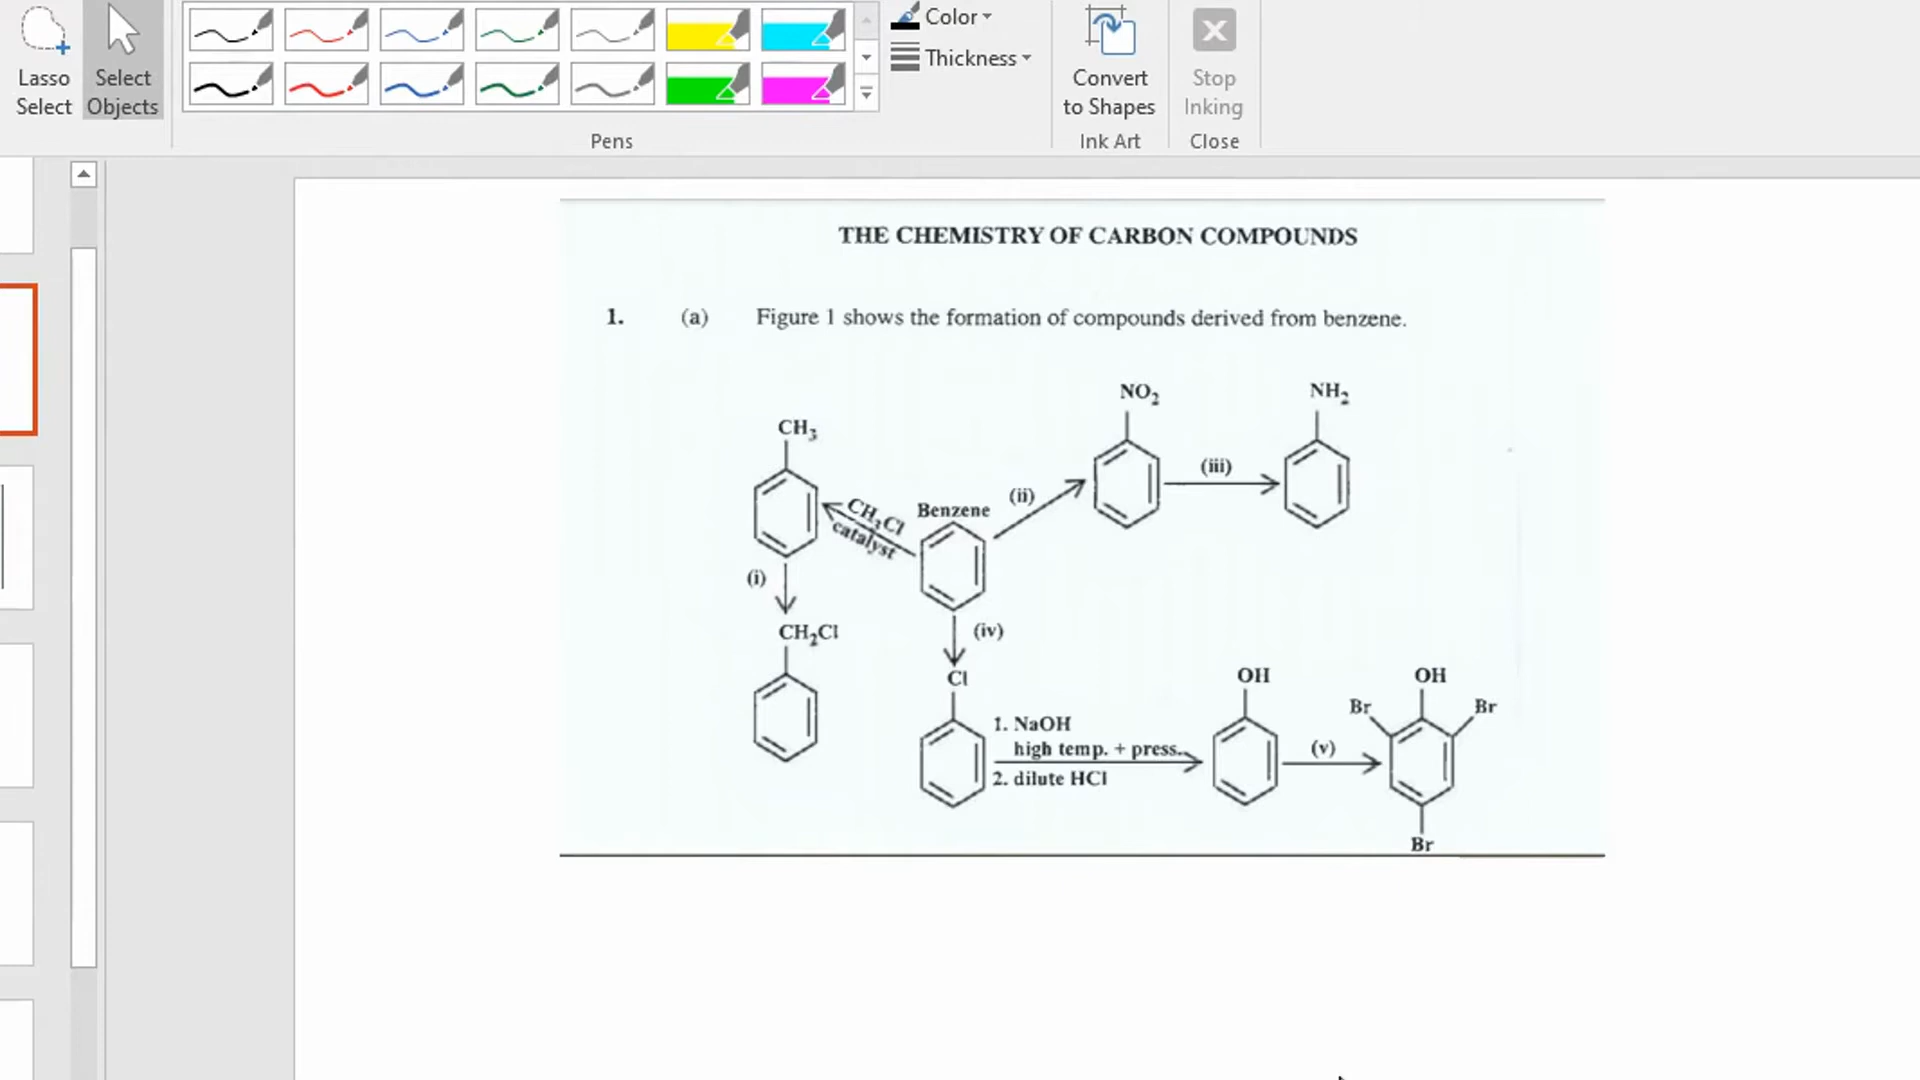 Lasso
Select
Select
Objects
Pens
Color
Thickness
Convert
to Shapes
Ink Art
Stop
Inking
Close
THE CHEMISTRY OF CARBON COMPOUNDS
1. (a) Figure 1 shows the formation of compounds derived from benzene.
NO₂
NH₂
CH₃
(iii)
(ii)
Benzene
CH₃Cl
catalyst
(i)
CH₂Cl
(iv)
Cl
OH
OH
Br
Br
1. NaOH
high temp. + press.
(v)
2. dilute HCl
Br